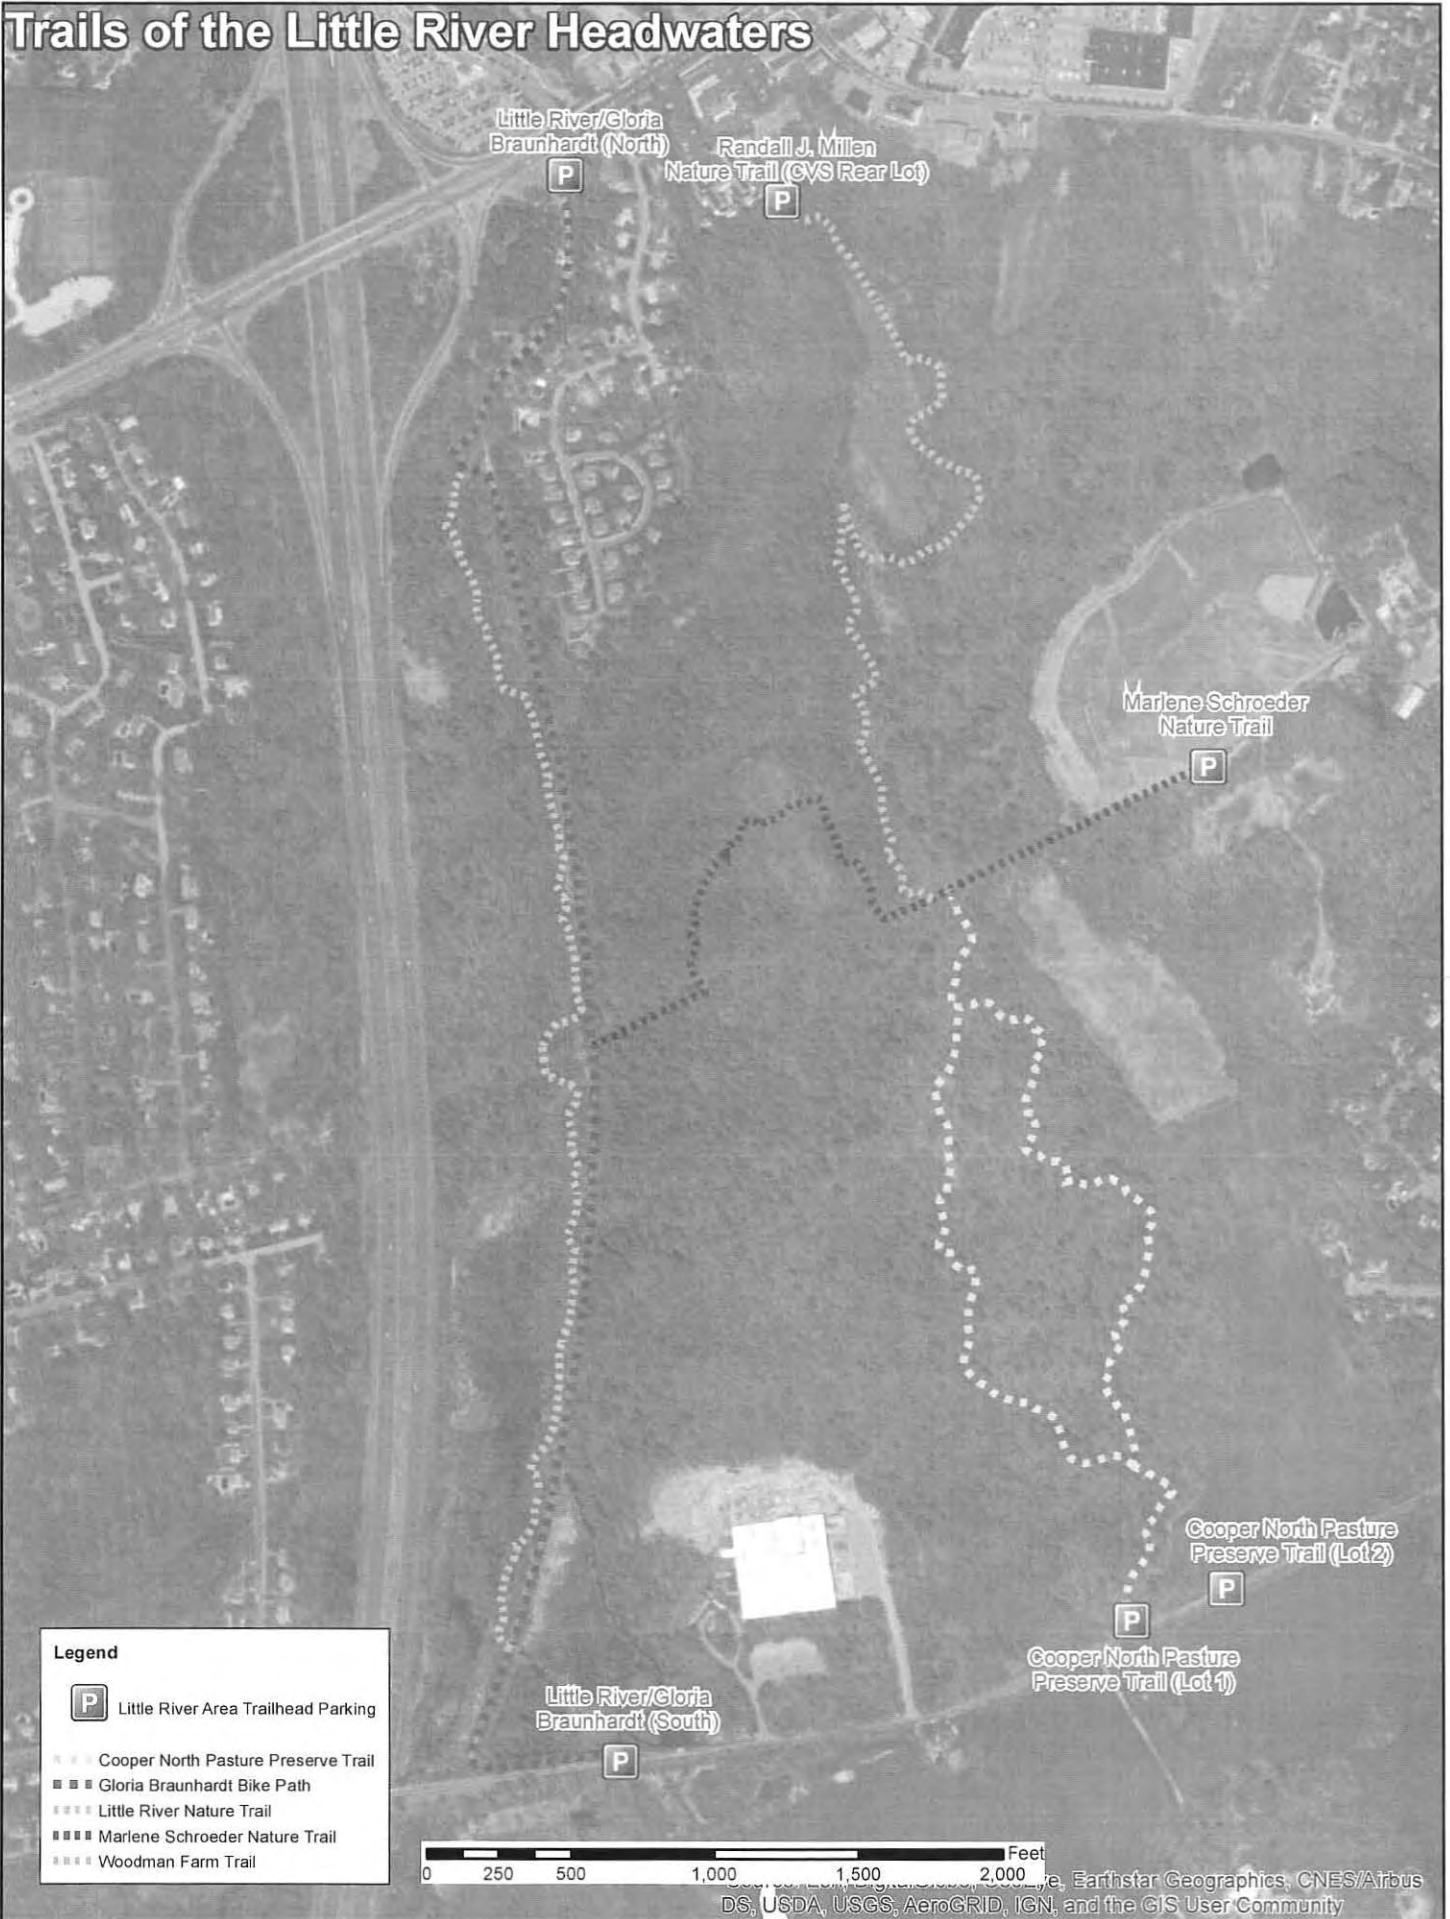 Trails of the Little River Headwaters
Little River/Gloria
Braunhardt (North)
P
Randall J. Millen
Nature Trail (CVS Rear Lot)
P
Marlene Schroeder
Nature Trail
P
Cooper North Pasture
Preserve Trail (Lot 2)
P
P
Cooper North Pasture
Preserve Trail (Lot 1)
Little River/Gloria
Braunhardt (South)
P
Legend
P Little River Area Trailhead Parking
Cooper North Pasture Preserve Trail
Gloria Braunhardt Bike Path
Little River Nature Trail
Marlene Schroeder Nature Trail
Woodman Farm Trail
Feet
0 250 500 1,000 1,500 2,000
Earthstar Geographics, CNES/Airbus
DS, USDA, USGS, AeroGRID, IGN, and the GIS User Community